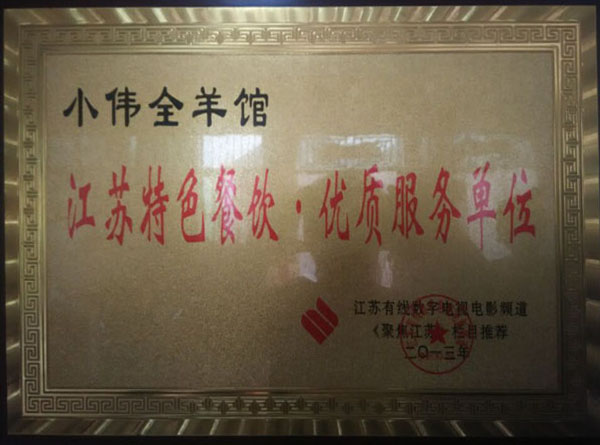 小伟全羊馆
江苏特色餐饮·优质服务单位
江苏有线数字电视电影频道
《聚焦江苏》栏目推荐
二〇一三年